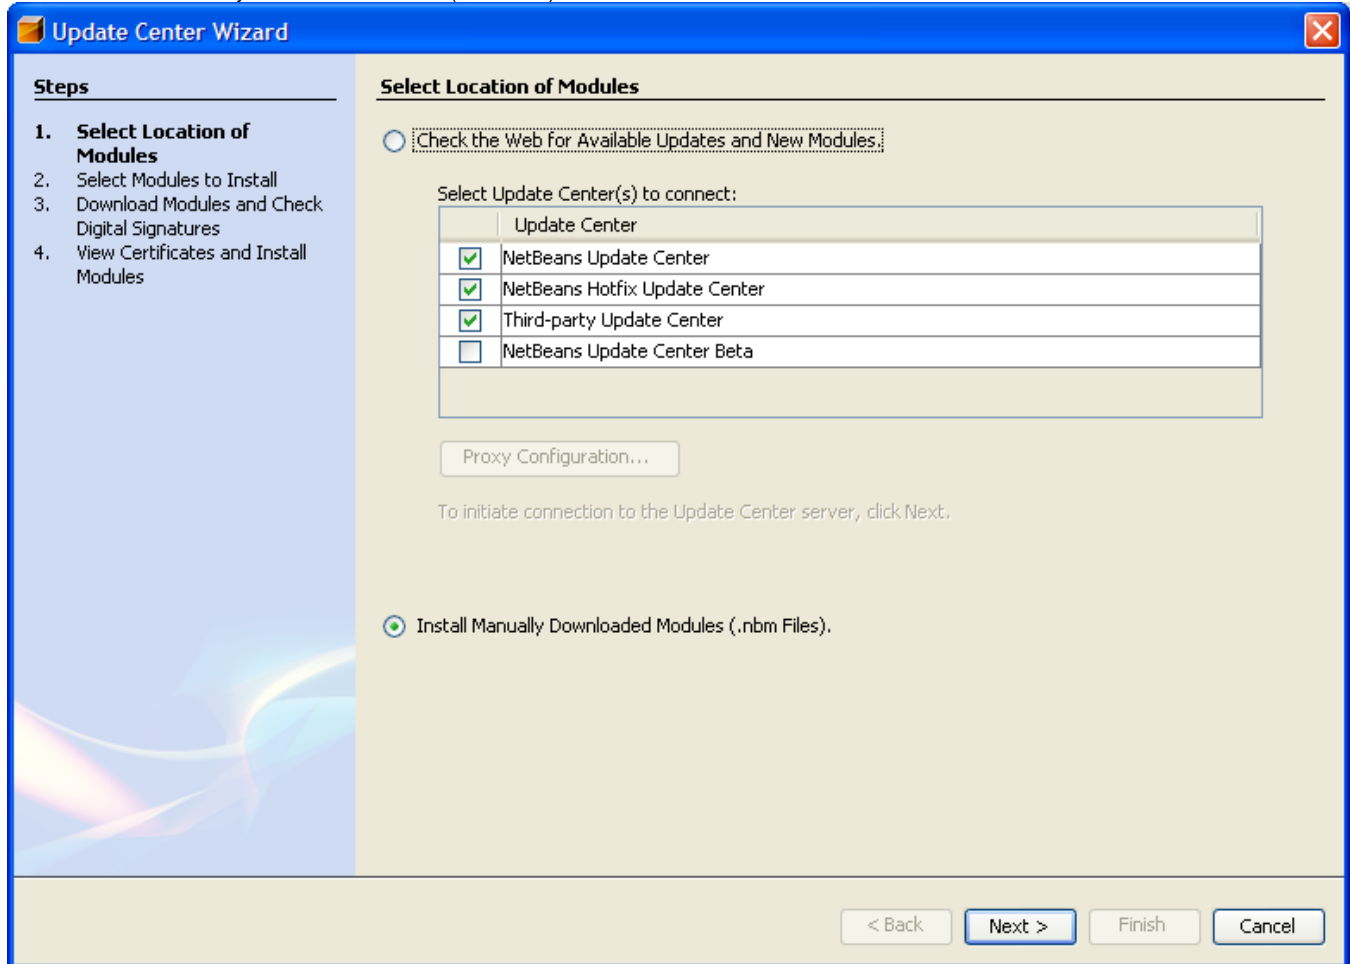 Update Center Wizard
Steps
1. Select Location of
Modules
2. Select Modules to Install
3. Download Modules and Check
Digital Signatures
4. View Certificates and Install
Modules
Select Location of Modules
Check the Web for Available Updates and New Modules.
Select Update Center(s) to connect:
Update Center
NetBeans Update Center
NetBeans Hotfix Update Center
Third-party Update Center
NetBeans Update Center Beta
Proxy Configuration...
To initiate connection to the Update Center server, click Next.
Install Manually Downloaded Modules (.nbm Files).
< Back Next > Finish Cancel